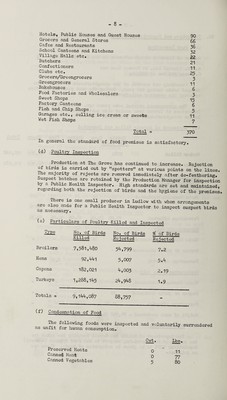 - 8 -
Hotels, Public Houses and Guest Houses 90
Grocers and General Stores 66
Cafes and Restaurants 36
School Canteens and Kitchens 52
Village Halls etc. 22
Butchers 21
Confectioners 11
Clubs etc. 25
Grocers/Greengrocers 3
Greengrocers 11
Bakehouses 6
Food Factories and Wholesalers 3
Sweet Shops 15
Factory Canteens 6
Fish and Chip Shops 5
Garages etc., selling ice cream or sweets 11
Wet Fish Shops 7
Total - 370
In general the standard of food premises is satisfactory.
(d) Poultry Inspection
Production at The Grove has continued to increase. Rejection
of birds is carried out by "spotters" at various points on the lines.
The majority of rejects are removed immediately after de-feathering.
Suspect batches are retained by the Production Manager for inspection
by a Public Health Inspector. High standards are set and maintained,
regarding both the rejection of birds and the hygiene of the premises.
There is one small producer in Ludlow with whom arrangements
are also made for a Public Health Inspector to inspect suspect birds
as necessary.
(e) Particulars of Poultry Killed and Inspected
Type No. of Birds Killed No. of Birds Rejected % of Birds Rejected
Broilers 7,581,480 54,799 7.2
Hens 92,441 5,007 5.4
Capons 182,021 4,003 2.19
Turkeys 1,288,145 24,948 1.9
Totals = 9,144,087 88,757 -
(f) Condemnation of Food
The following foods were inspected and voluntarily surrendered
as unfit for human consumption.
Cwt. Lbs.
Preserved Meats 0 11
Canned Meat 0 77
Canned Vegetables 5 80